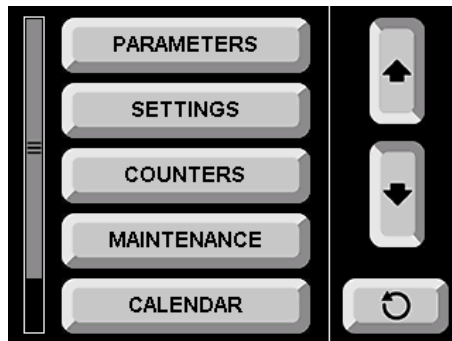 PARAMETERS
SETTINGS
COUNTERS
MAINTENANCE
CALENDAR